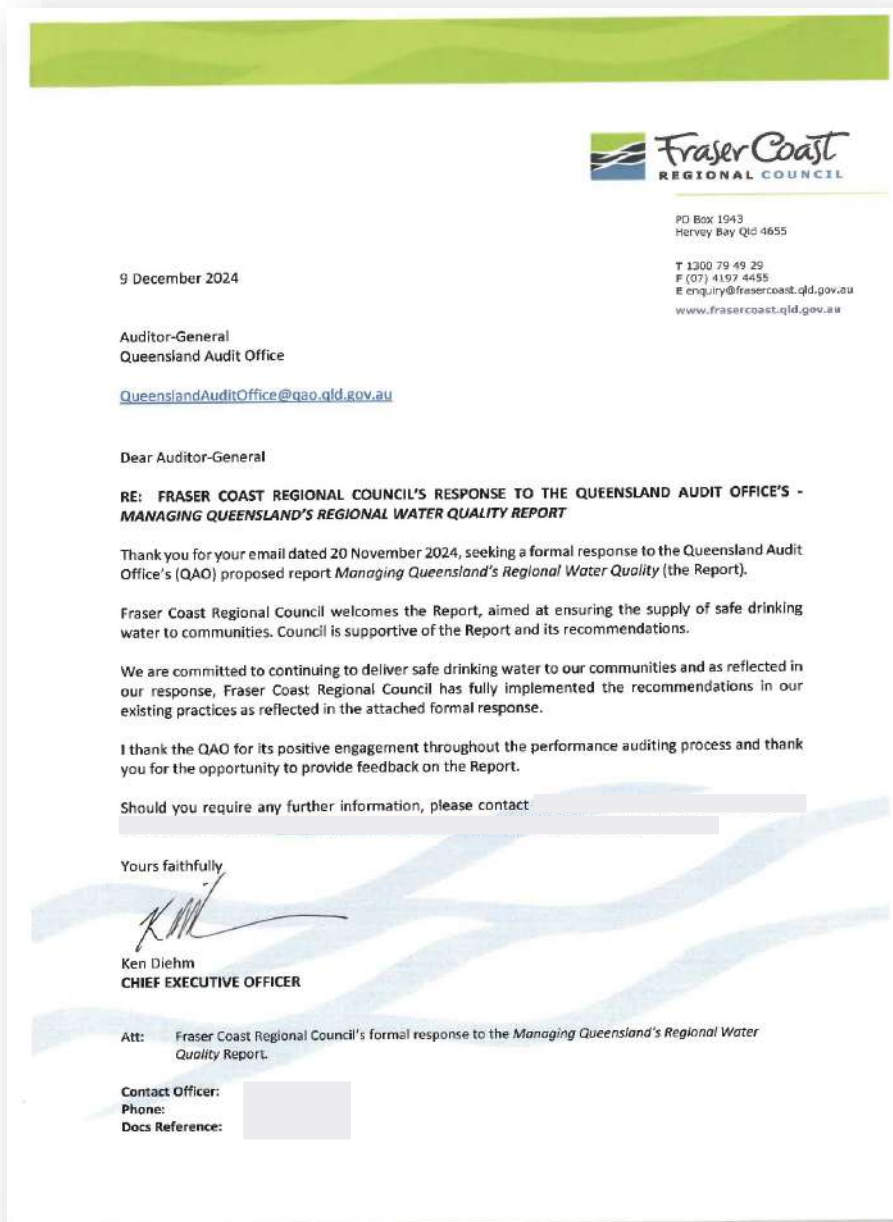 Fraser Coast
REGIONAL COUNCIL
PO Box 1943
Hervey Bay Qld 4655
T 1300 79 49 29
F (07) 4197 4455
E enquiry@frasercoast.qld.gov.au
www.frasercoast.qld.gov.au
9 December 2024
Auditor-General
Queensland Audit Office
QueenslandAuditOffice@qao.qld.gov.au
Dear Auditor-General
RE: FRASER COAST REGIONAL COUNCIL'S RESPONSE TO THE QUEENSLAND AUDIT OFFICE'S -
MANAGING QUEENSLAND'S REGIONAL WATER QUALITY REPORT
Thank you for your email dated 20 November 2024, seeking a formal response to the Queensland Audit
Office's (QAO) proposed report Managing Queensland's Regional Water Quality (the Report).
Fraser Coast Regional Council welcomes the Report, aimed at ensuring the supply of safe drinking
water to communities. Council is supportive of the Report and its recommendations.
We are committed to continuing to deliver safe drinking water to our communities and as reflected in
our response, Fraser Coast Regional Council has fully implemented the recommendations in our
existing practices as reflected in the attached formal response.
I thank the QAO for its positive engagement throughout the performance auditing process and thank
you for the opportunity to provide feedback on the Report.
Should you require any further information, please contact
Yours faithfully
Ken Diehm
CHIEF EXECUTIVE OFFICER
Att: Fraser Coast Regional Council's formal response to the Managing Queensland's Regional Water
Quality Report.
Contact Officer:
Phone:
Docs Reference: